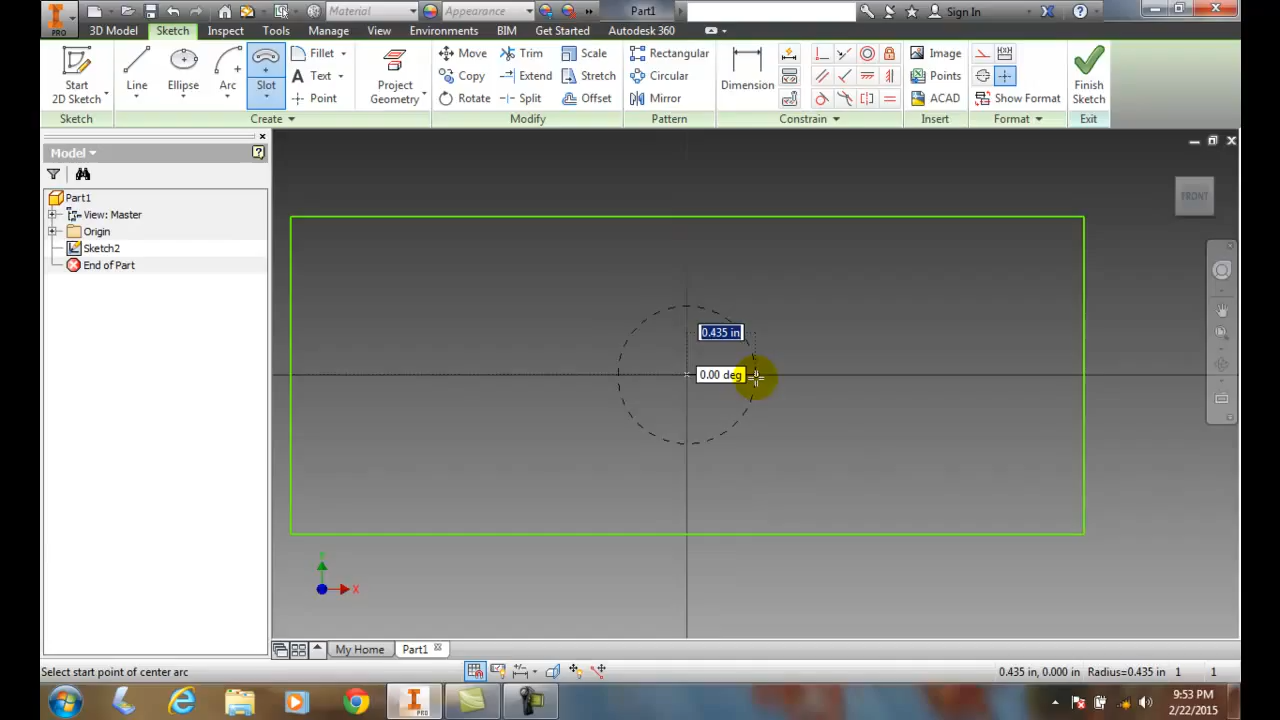 Material Appearance Part1 Sign In
PRO 3D Model Sketch Inspect Tools Manage View Environments BIM Get Started Autodesk 360
Start 2D Sketch Line Ellipse Arc Slot Fillet Text Point Project Geometry
Move Trim Scale
Copy Extend Stretch
Rotate Split Offset
Rectangular
Circular
Mirror
Dimension
Image
Points
ACAD
Show Format
Finish Sketch
Sketch Create Modify Pattern Constrain Insert Format Exit
Model
Part1
View: Master
Origin
Sketch2
End of Part
FRONT
0.435 in
0.00 deg
X
My Home Part1
Select start point of center arc 0.435 in, 0.000 in Radius=0.435 in 1 1
PRO 9:53 PM
2/22/2015